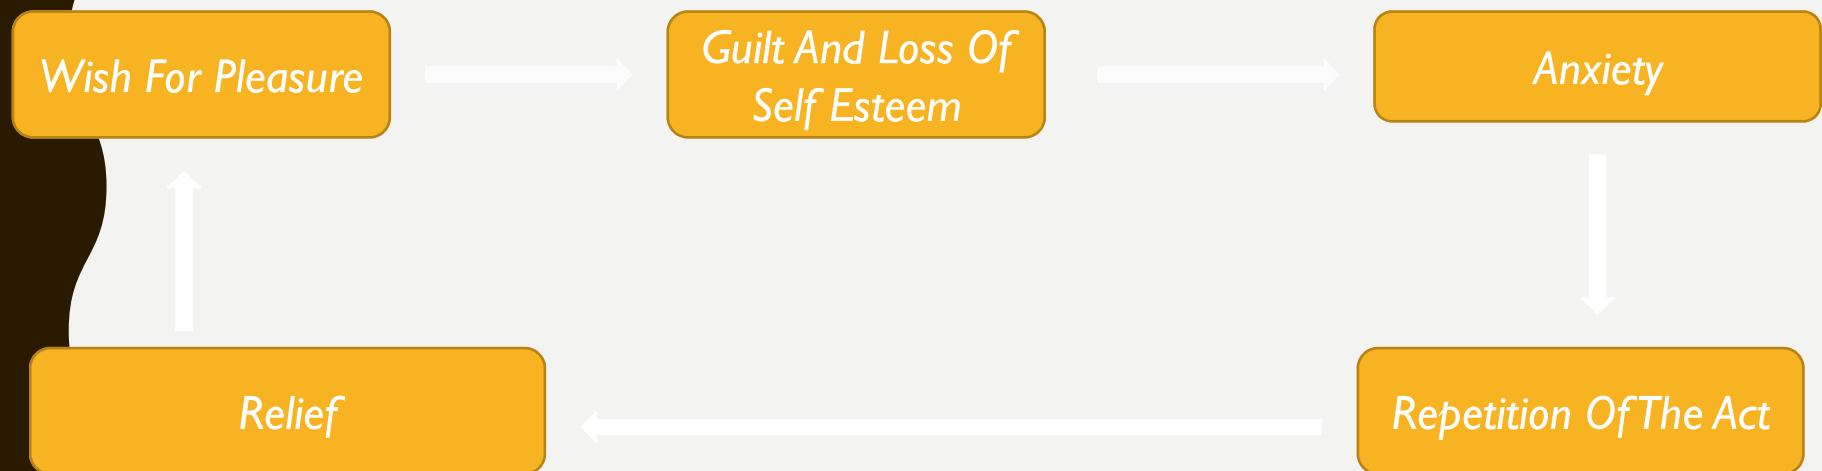 Wish For Pleasure
Guilt And Loss Of
Self Esteem
Anxiety
Relief
Repetition Of The Act